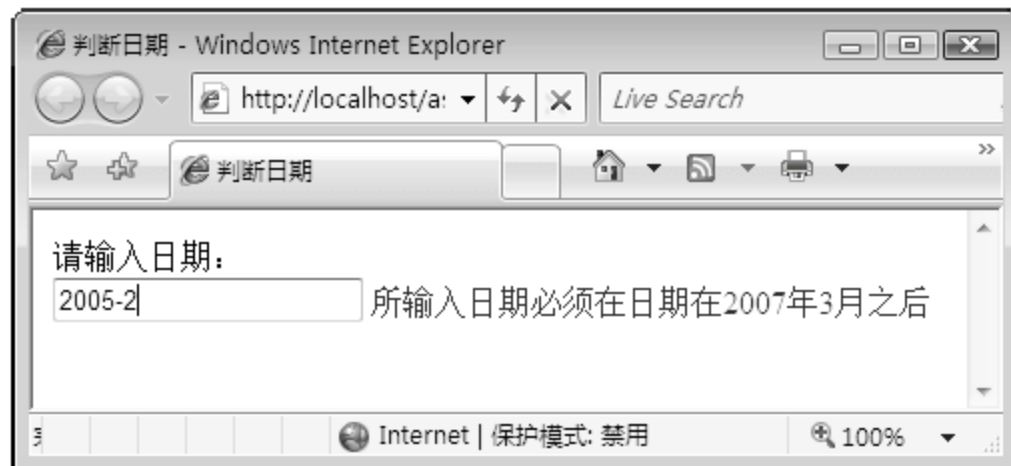 判断日期 - Windows Internet Explorer
http://localhost/a
Live Search
判断日期
请输入日期：
2005-2 所输入日期必须在日期在2007年3月之后
Internet | 保护模式: 禁用
100%